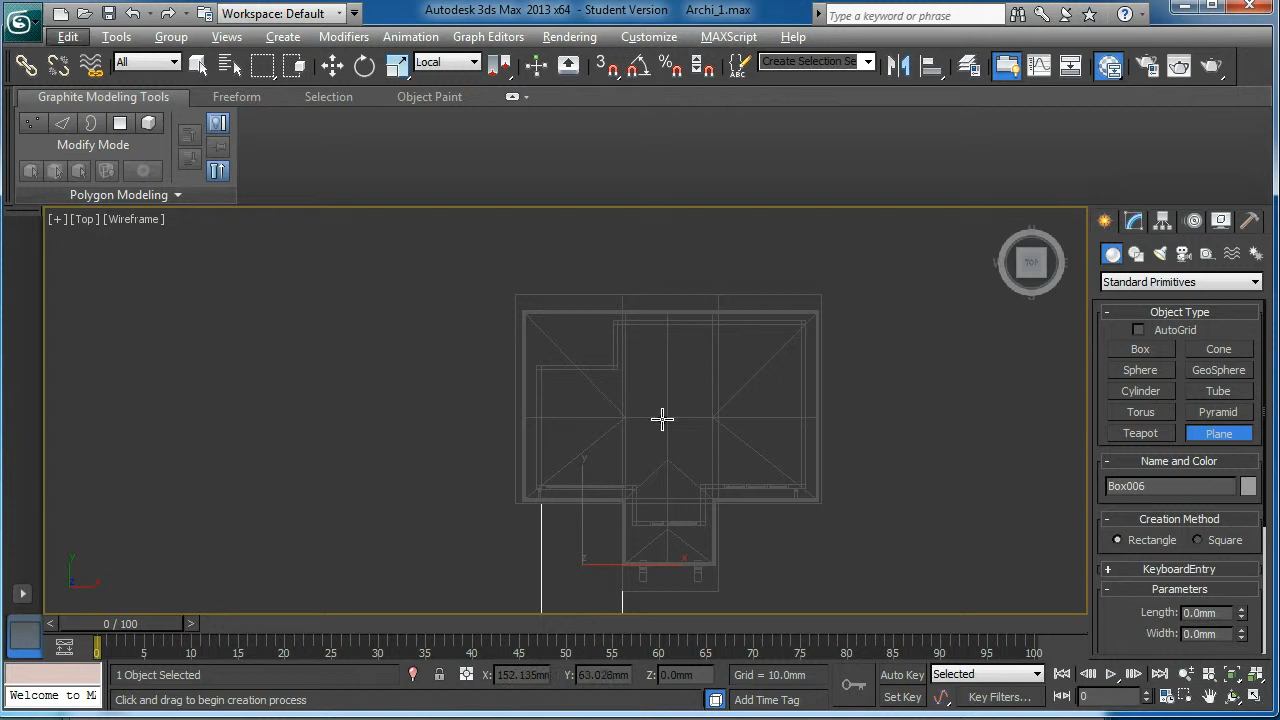 Workspace: Default
Autodesk 3ds Max 2013 x64 - Student Version Archi_1.max
Type a keyword or phrase
Edit Tools Group Views Create Modifiers Animation Graph Editors Rendering Customize MAXScript Help
All
Local
3
%
ABC
Create Selection Se
Graphite Modeling Tools Freeform Selection Object Paint
Modify Mode
Polygon Modeling
[+] [Top] [Wireframe]
TOP
Standard Primitives
- Object Type
AutoGrid
Box Cone
Sphere GeoSphere
Cylinder Tube
Torus Pyramid
Teapot Plane
- Name and Color
Box006
- Creation Method
Rectangle Square
+ KeyboardEntry
- Parameters
Length: 0.0mm
Width: 0.0mm
y
z x
y
z x
< 0 / 100 >
0 5 10 15 20 25 30 35 40 45 50 55 60 65 70 75 80 85 90 95 100
1 Object Selected
X: 152.135mm Y: 63.028mm Z: 0.0mm Grid = 10.0mm
Auto Key Selected
Welcome to M
Click and drag to begin creation process
Add Time Tag
Set Key Key Filters... 0